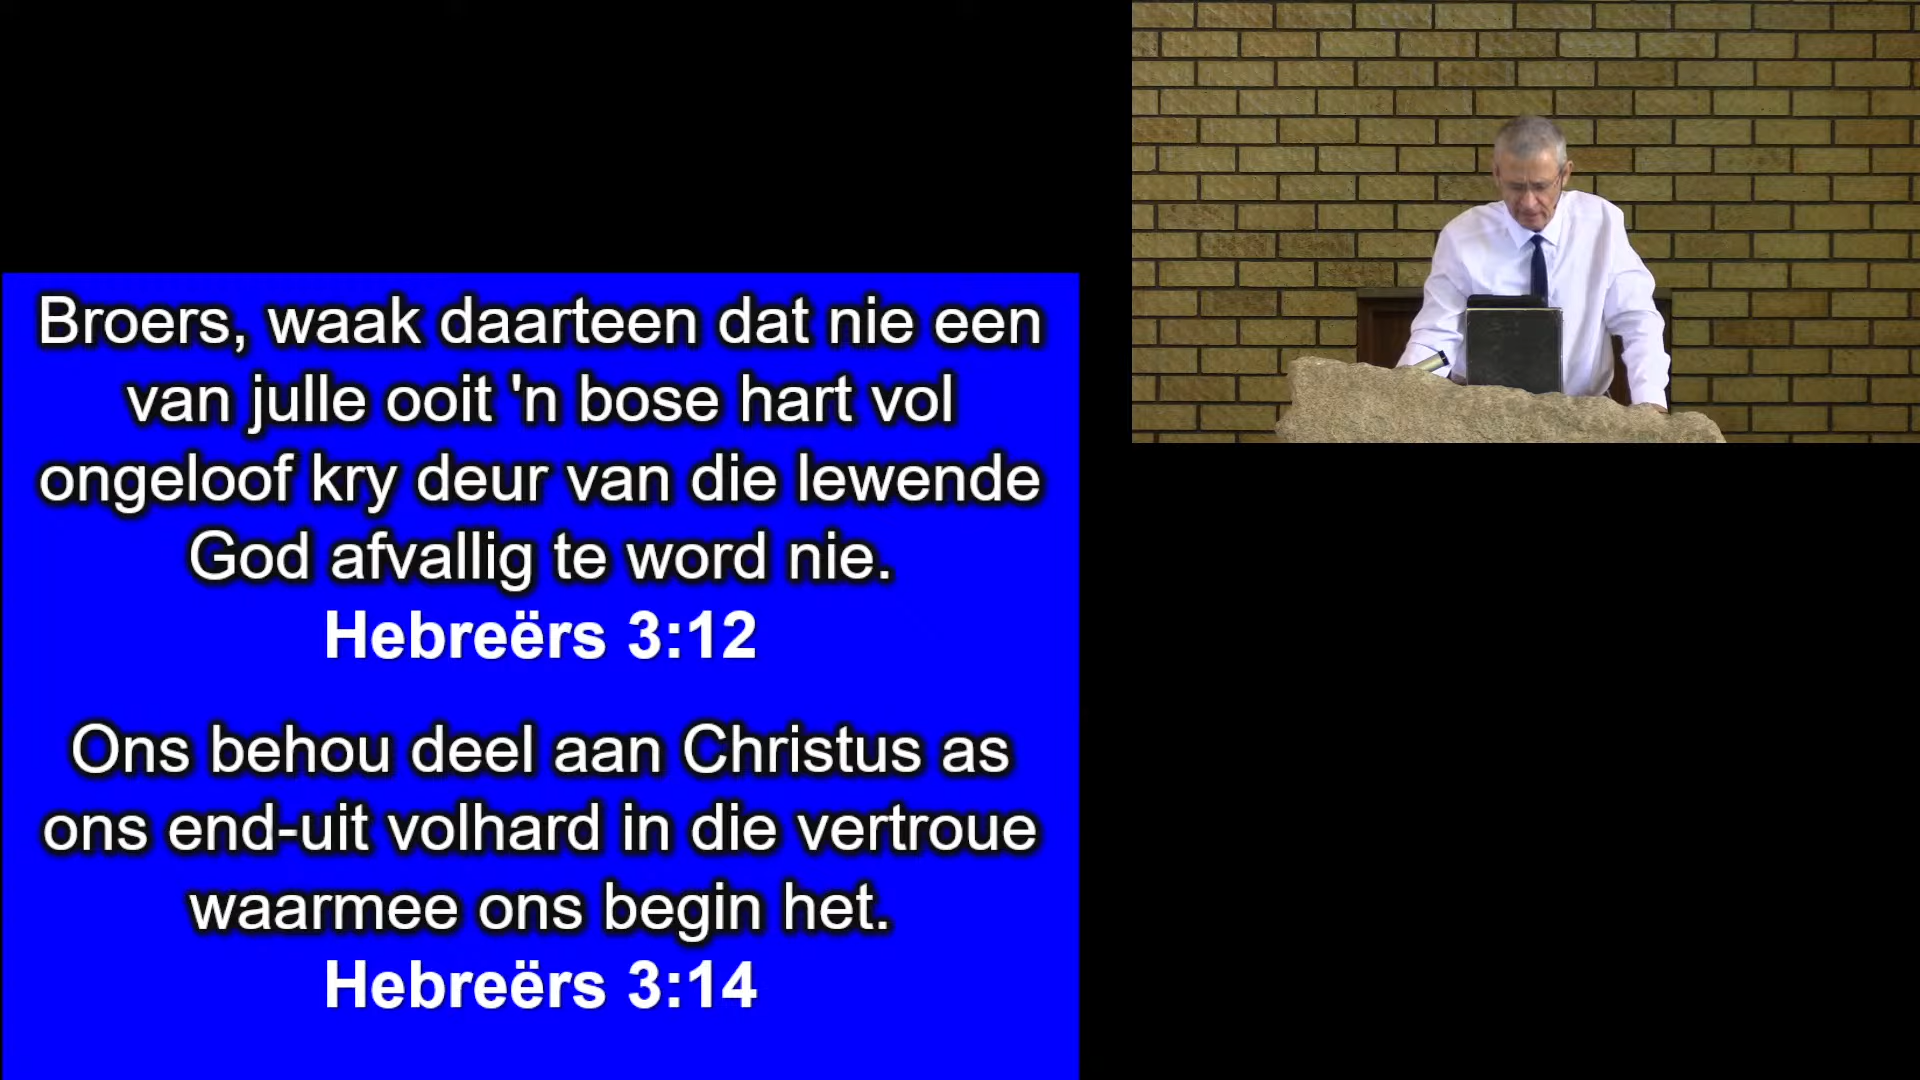 Broers, waak daarteen dat nie een
van julle ooit 'n bose hart vol
ongeloof kry deur van die lewende
God afvallig te word nie.
Hebreërs 3:12
Ons behou deel aan Christus as
ons end-uit volhard in die vertroue
waarmee ons begin het.
Hebreërs 3:14